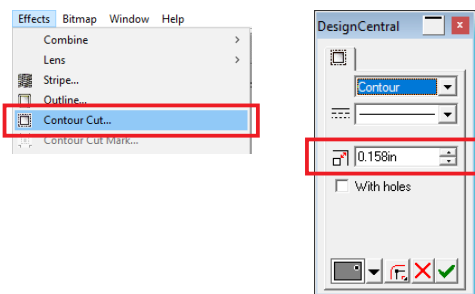 Effects Bitmap Window Help
Combine
Lens
Stripe...
Outline...
Contour Cut...
Contour Cut Mark...
DesignCentral
Contour
0.158in
With holes